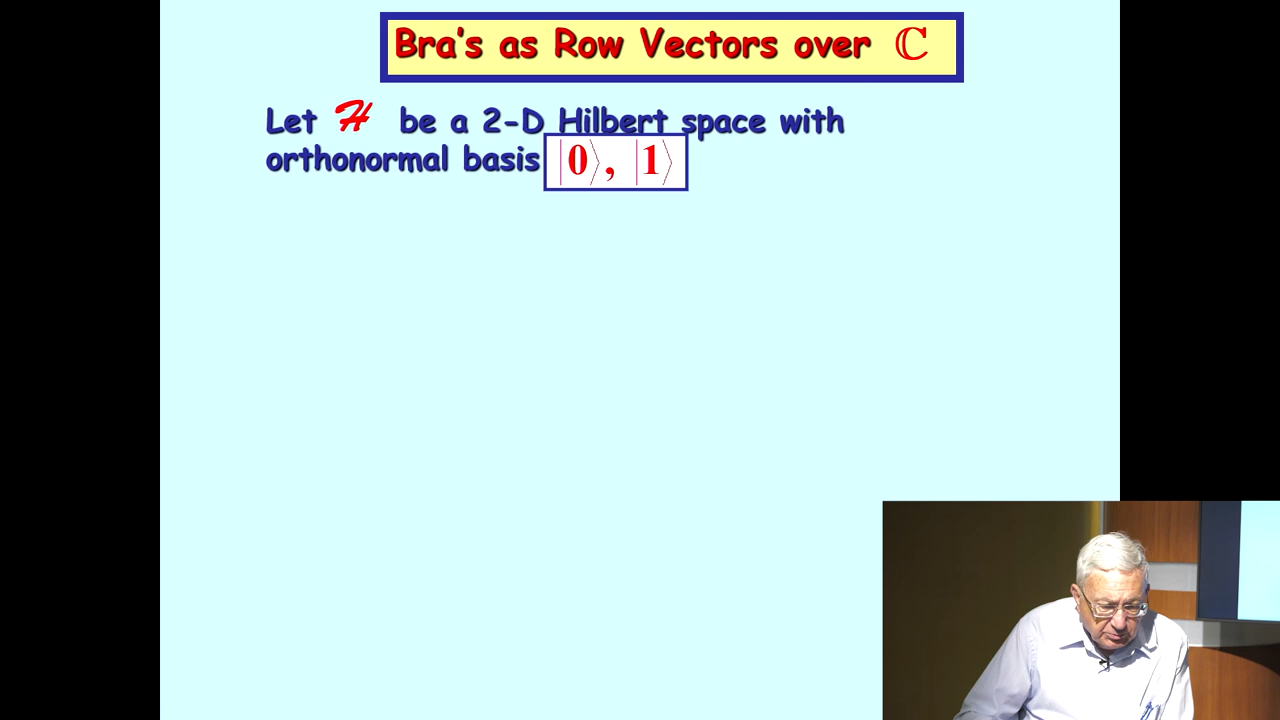 Bra's as Row Vectors over ℂ
Let ℋ be a 2-D Hilbert space with
orthonormal basis |0⟩, |1⟩